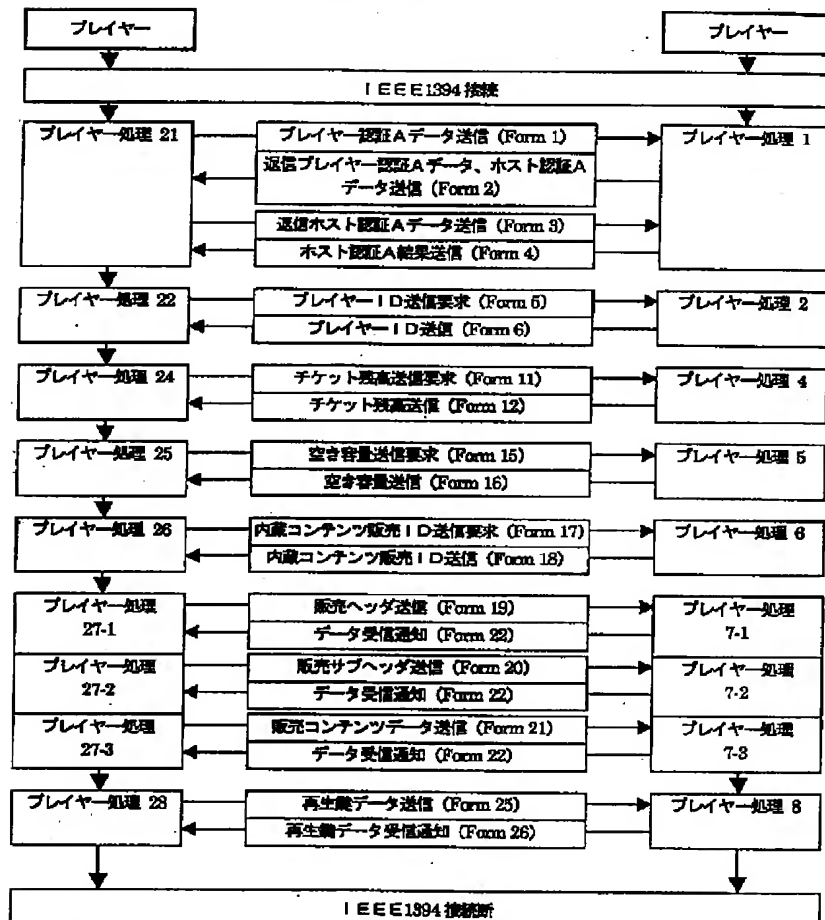 プレイヤー
プレイヤー
IEEE1394 接続
プレイヤー処理 21
プレイヤー認証Aデータ送信 (Form 1)
プレイヤー処理 1
返信プレイヤー認証Aデータ、ホスト認証A
データ送信 (Form 2)
返信ホスト認証Aデータ送信 (Form 3)
ホスト認証A結果送信 (Form 4)
プレイヤー処理 22
プレイヤーID送信要求 (Form 5)
プレイヤー処理 2
プレイヤーID送信 (Form 6)
プレイヤー処理 24
チケット残高送信要求 (Form 11)
プレイヤー処理 4
チケット残高送信 (Form 12)
プレイヤー処理 25
空き容量送信要求 (Form 15)
プレイヤー処理 5
空き容量送信 (Form 16)
プレイヤー処理 26
内蔵コンテンツ販売ID送信要求 (Form 17)
プレイヤー処理 6
内蔵コンテンツ販売ID送信 (Form 18)
プレイヤー処理
27-1
販売ヘッダ送信 (Form 19)
データ受信通知 (Form 22)
プレイヤー処理
7-1
プレイヤー処理
27-2
販売サブヘッダ送信 (Form 20)
データ受信通知 (Form 22)
プレイヤー処理
7-2
プレイヤー処理
27-3
販売コンテンツデータ送信 (Form 21)
データ受信通知 (Form 22)
プレイヤー処理
7-3
プレイヤー処理 28
再生鍵データ送信 (Form 25)
プレイヤー処理 8
再生鍵データ受信通知 (Form 26)
IEEE1394 接続断